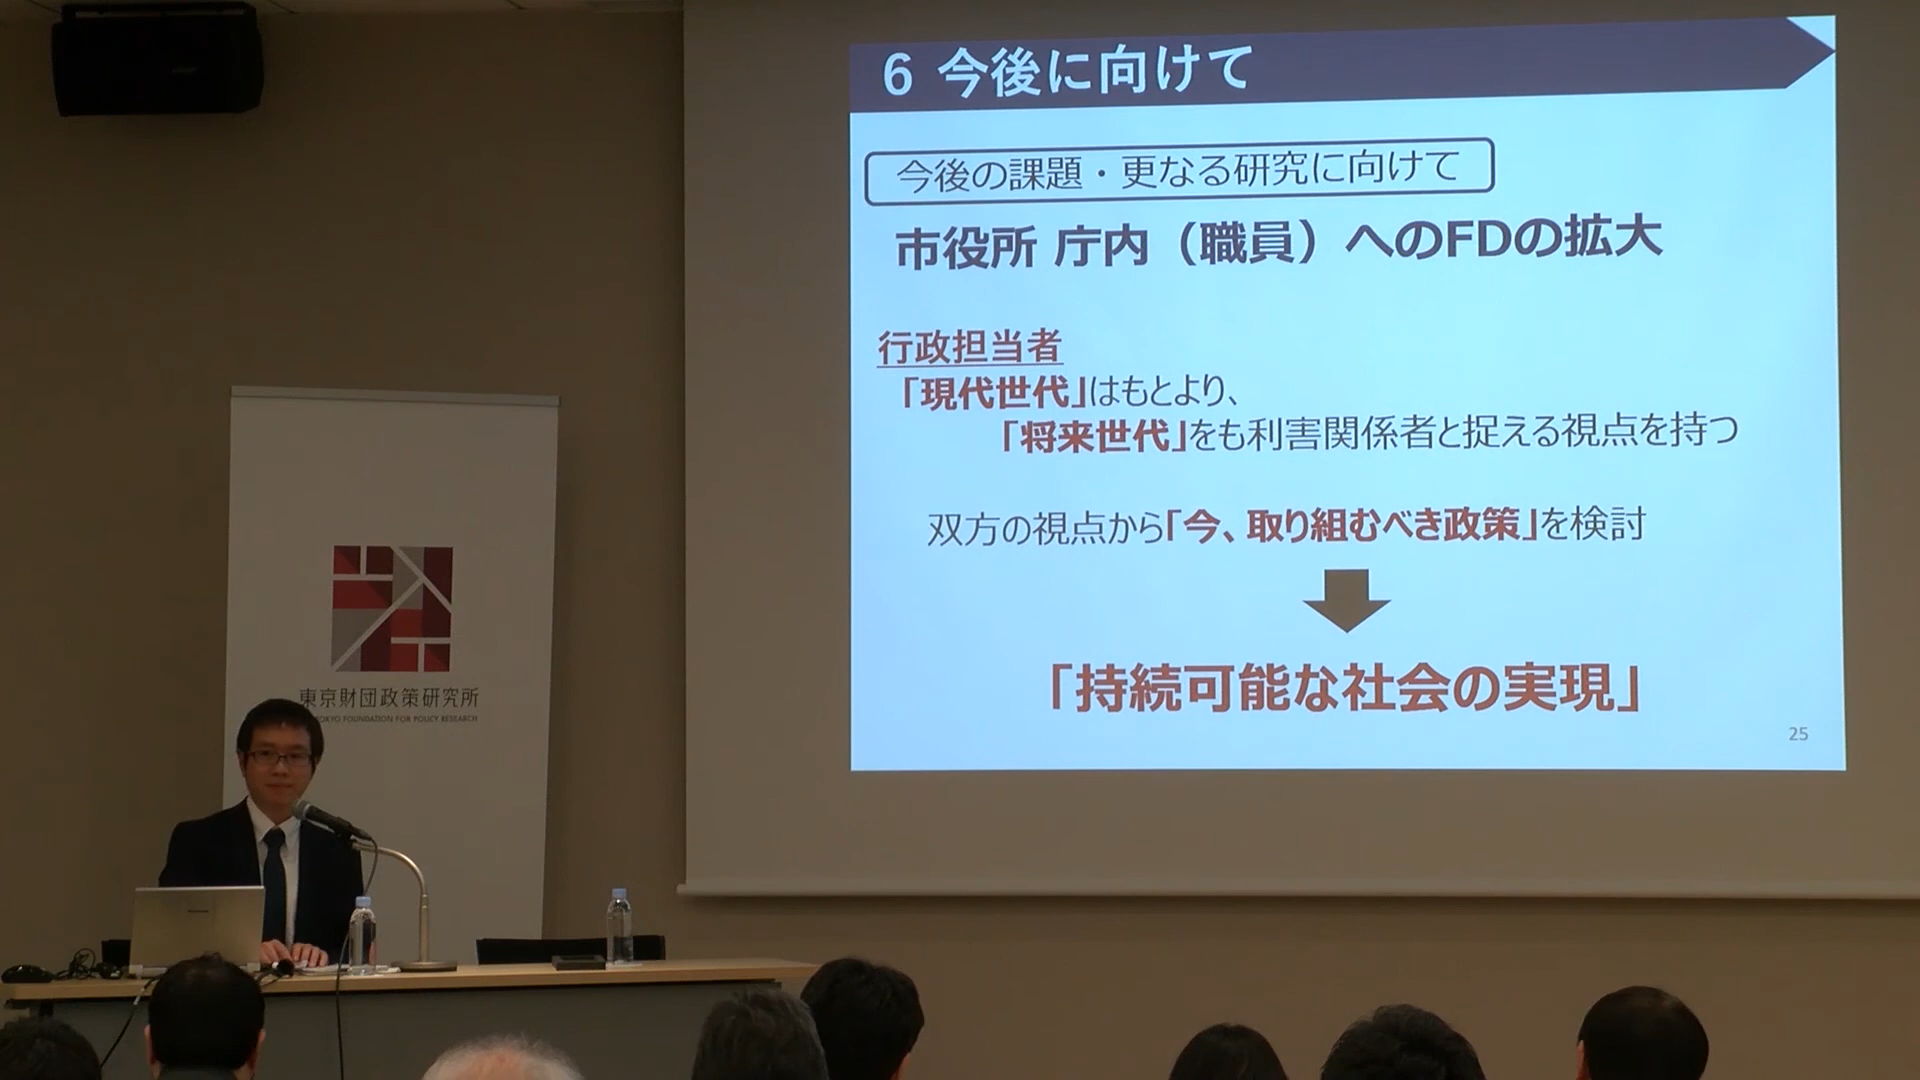 6 今後に向けて
今後の課題・更なる研究に向けて
市役所 庁内（職員）へのFDの拡大
行政担当者
「現代世代」はもとより、
「将来世代」をも利害関係者と捉える視点を持つ
双方の視点から「今、取り組むべき政策」を検討
「持続可能な社会の実現」
25
東京財団政策研究所
TOKYO FOUNDATION FOR POLICY RESEARCH